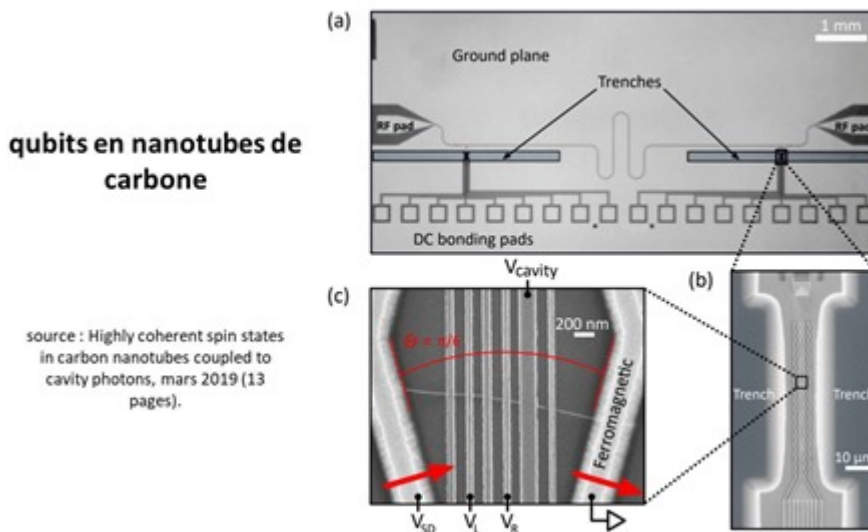 qubits en nanotubes de
carbone
source : Highly coherent spin states
in carbon nanotubes coupled to
cavity photons, mars 2019 (13
pages).
(a)
1 mm
Ground plane
Trenches
RF pad
RF pad
DC bonding pads
Vcavity
(c)
200 nm
Θ = π/6
Ferromagnetic
VSD
VL
VR
(b)
Trench
Trench
10 μm